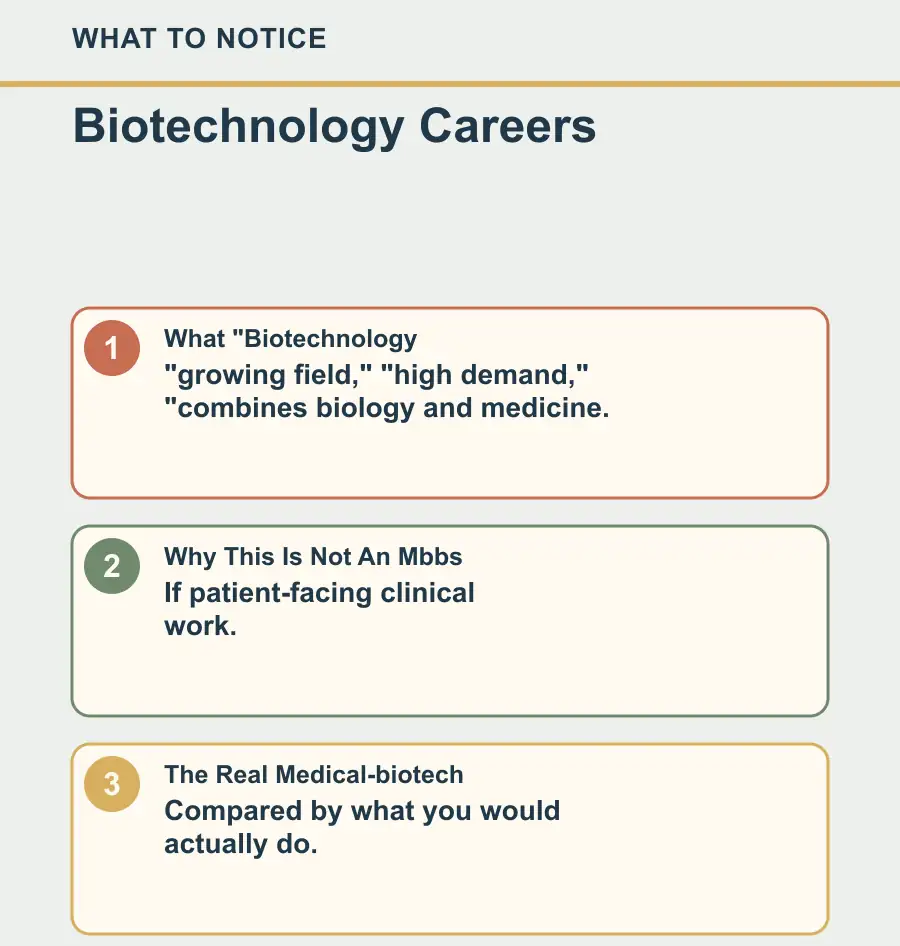 WHAT TO NOTICE
Biotechnology Careers
1
What "Biotechnology
"growing field," "high demand,"
"combines biology and medicine.
2
Why This Is Not An Mbbs
If patient-facing clinical
work.
3
The Real Medical-biotech
Compared by what you would
actually do.